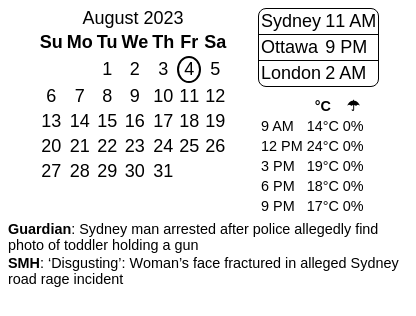 August 2023
Su Mo Tu We Th Fr Sa
1 2 3 4 5
6 7 8 9 10 11 12
13 14 15 16 17 18 19
20 21 22 23 24 25 26
27 28 29 30 31
Sydney 11 AM
Ottawa 9 PM
London 2 AM
°C ☂
9 AM 14°C 0%
12 PM 24°C 0%
3 PM 19°C 0%
6 PM 18°C 0%
9 PM 17°C 0%
Guardian: Sydney man arrested after police allegedly find
photo of toddler holding a gun
SMH: ‘Disgusting’: Woman’s face fractured in alleged Sydney
road rage incident